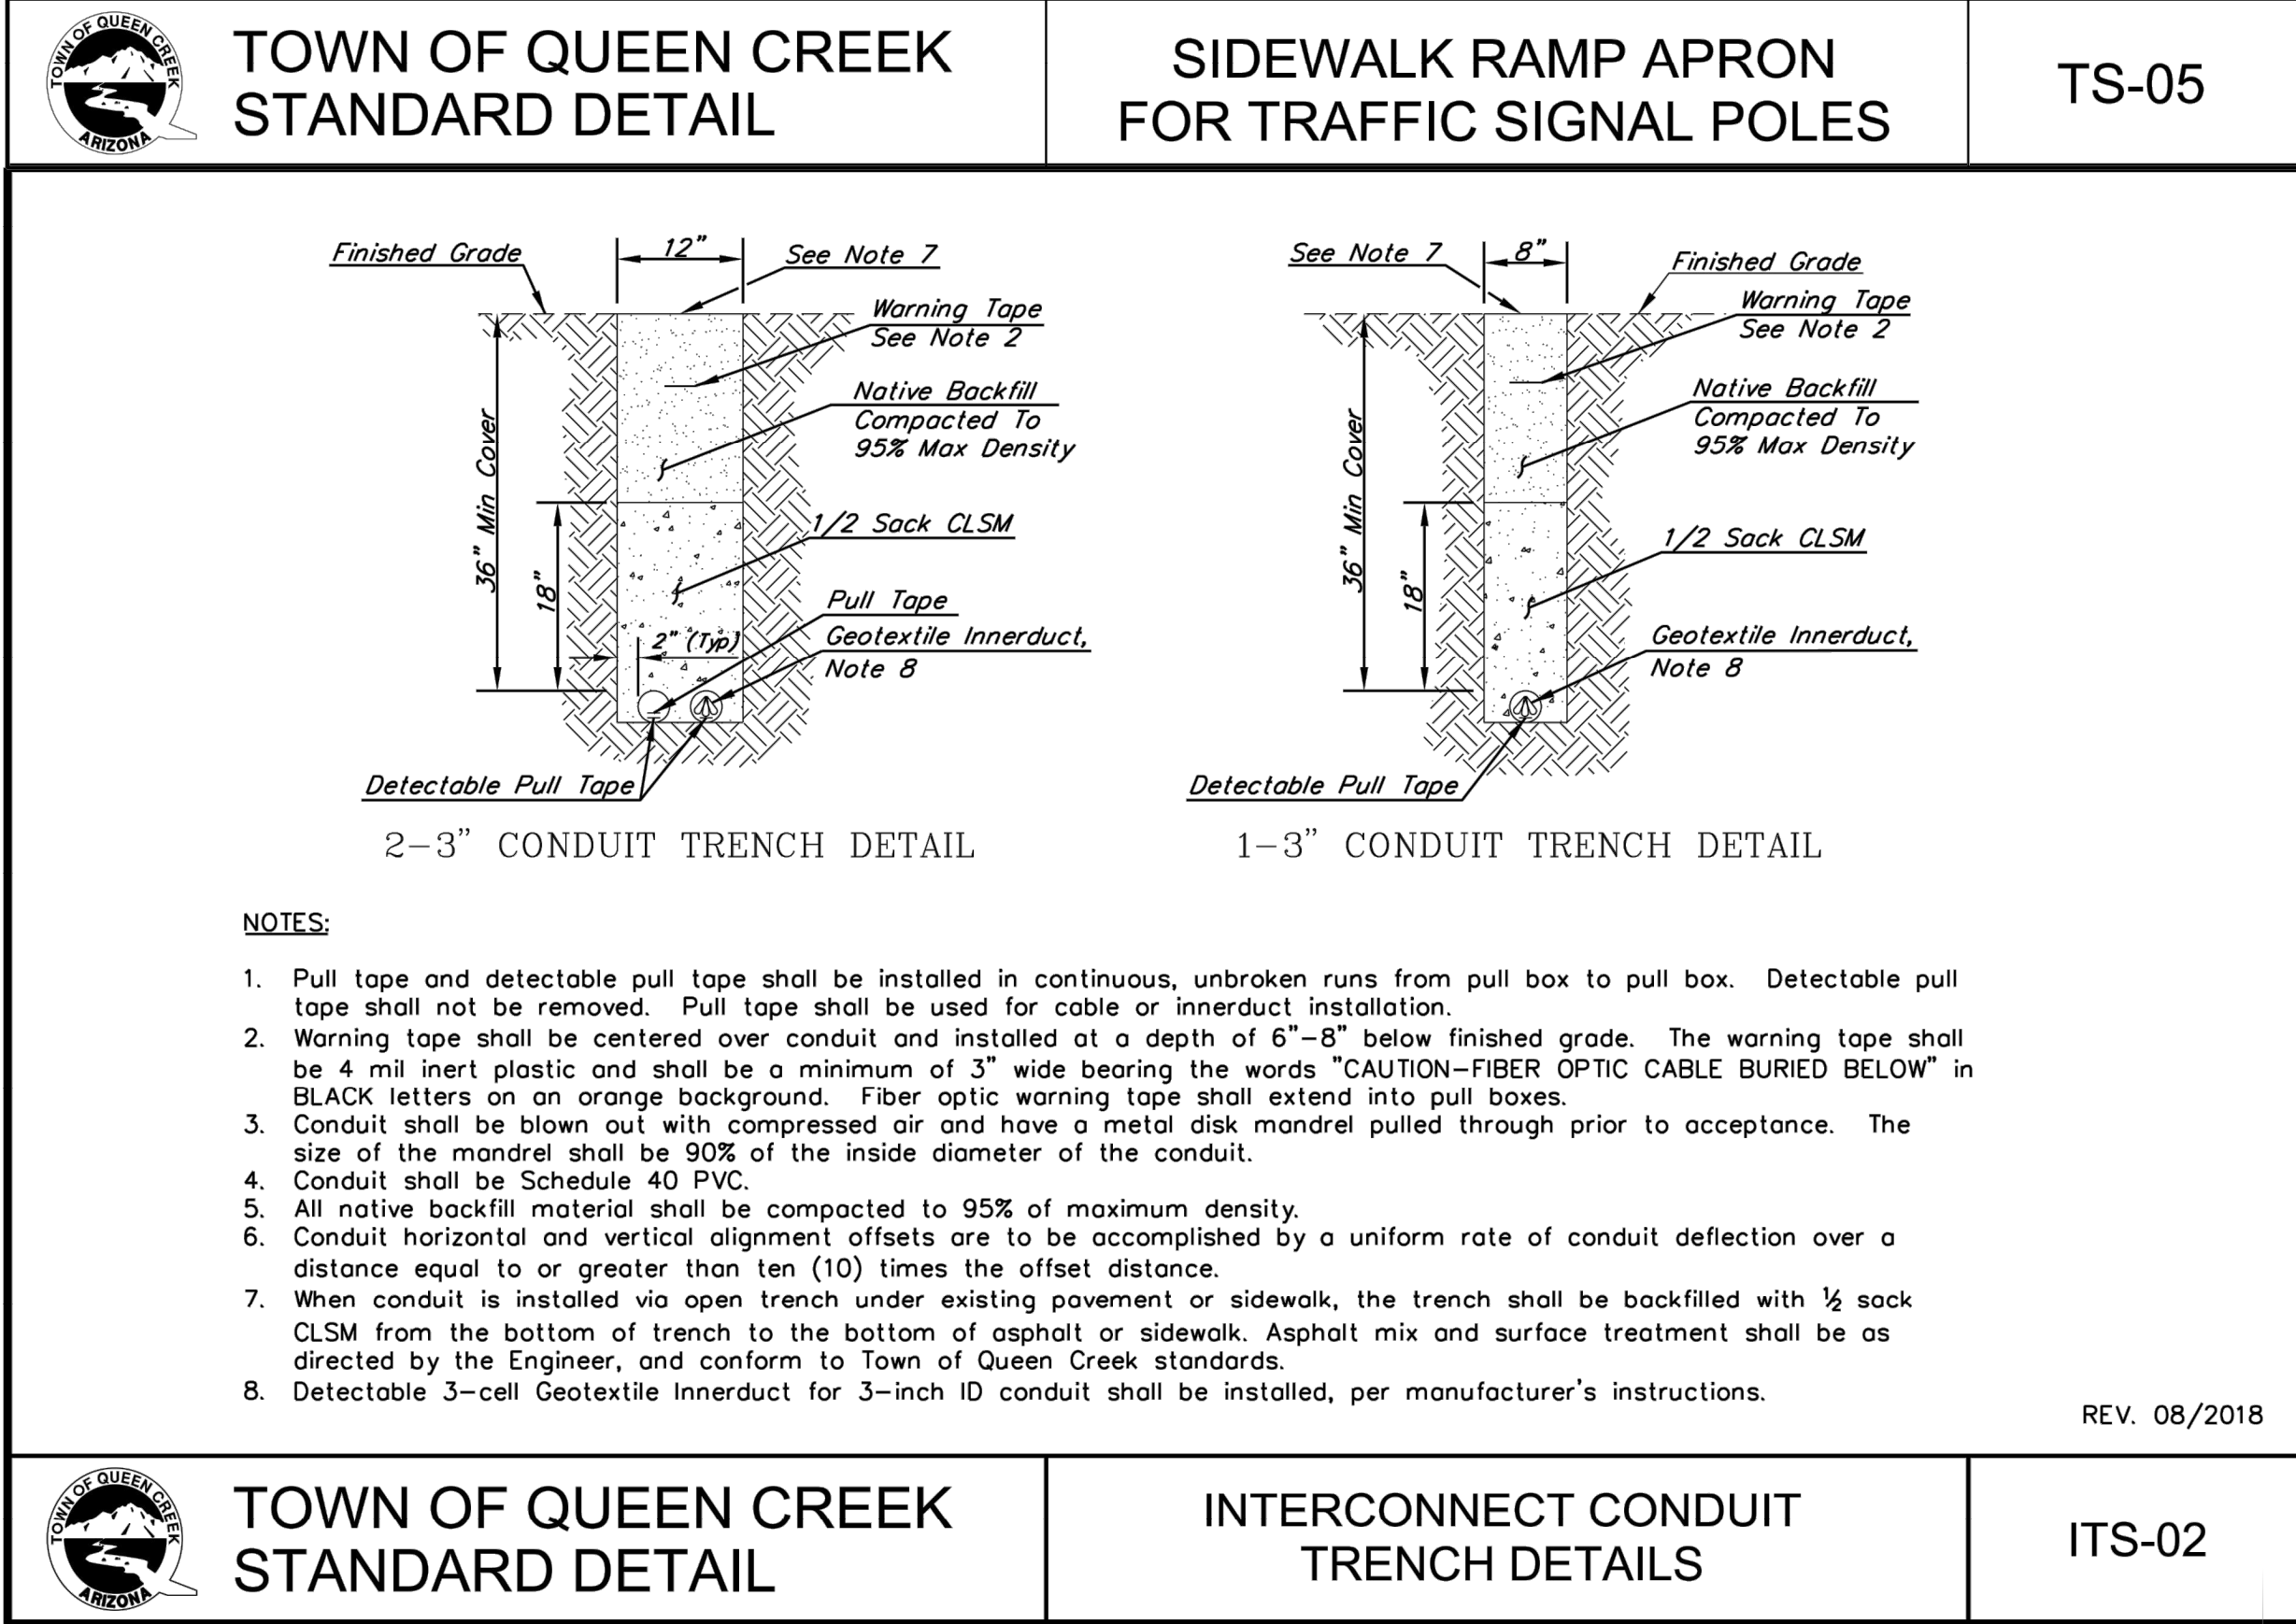 TOWN OF QUEEN CREEK
ARIZONA
TOWN OF QUEEN CREEK
STANDARD DETAIL
SIDEWALK RAMP APRON
FOR TRAFFIC SIGNAL POLES
TS-05
Finished Grade
12"
See Note 7
Warning Tape
See Note 2
Native Backfill
Compacted To
95% Max Density
36" Min Cover
1/2 Sack CLSM
18"
Pull Tape
2" (Typ)
Geotextile Innerduct,
Note 8
Detectable Pull Tape
2-3" CONDUIT TRENCH DETAIL
See Note 7
8"
Finished Grade
Warning Tape
See Note 2
Native Backfill
Compacted To
95% Max Density
36" Min Cover
1/2 Sack CLSM
18"
Geotextile Innerduct,
Note 8
Detectable Pull Tape
1-3" CONDUIT TRENCH DETAIL
NOTES:
1. Pull tape and detectable pull tape shall be installed in continuous, unbroken runs from pull box to pull box. Detectable pull
tape shall not be removed. Pull tape shall be used for cable or innerduct installation.
2. Warning tape shall be centered over conduit and installed at a depth of 6"-8" below finished grade. The warning tape shall
be 4 mil inert plastic and shall be a minimum of 3" wide bearing the words "CAUTION-FIBER OPTIC CABLE BURIED BELOW" in
BLACK letters on an orange background. Fiber optic warning tape shall extend into pull boxes.
3. Conduit shall be blown out with compressed air and have a metal disk mandrel pulled through prior to acceptance. The
size of the mandrel shall be 90% of the inside diameter of the conduit.
4. Conduit shall be Schedule 40 PVC.
5. All native backfill material shall be compacted to 95% of maximum density.
6. Conduit horizontal and vertical alignment offsets are to be accomplished by a uniform rate of conduit deflection over a
distance equal to or greater than ten (10) times the offset distance.
7. When conduit is installed via open trench under existing pavement or sidewalk, the trench shall be backfilled with ½ sack
CLSM from the bottom of trench to the bottom of asphalt or sidewalk. Asphalt mix and surface treatment shall be as
directed by the Engineer, and conform to Town of Queen Creek standards.
8. Detectable 3-cell Geotextile Innerduct for 3-inch ID conduit shall be installed, per manufacturer's instructions.
REV. 08/2018
TOWN OF QUEEN CREEK
ARIZONA
TOWN OF QUEEN CREEK
STANDARD DETAIL
INTERCONNECT CONDUIT
TRENCH DETAILS
ITS-02